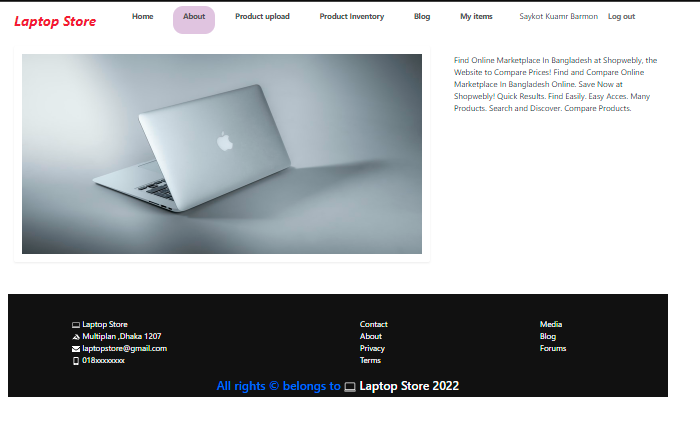 Laptop Store
Home About Product upload Product Inventory Blog My items Saykot Kuamr Barmon Log out
Find Online Marketplace In Bangladesh at Shopwebly, the
Website to Compare Prices! Find and Compare Online
Marketplace In Bangladesh Online. Save Now at
Shopwebly! Quick Results. Find Easily. Easy Acces. Many
Products. Search and Discover. Compare Products.
Laptop Store
Multiplan ,Dhaka 1207
laptopstore@gmail.com
018xxxxxxxx
Contact
About
Privacy
Terms
Media
Blog
Forums
All rights © belongs to Laptop Store 2022